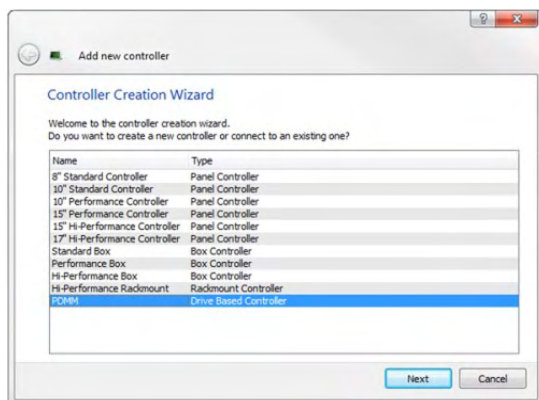 Add new controller
Controller Creation Wizard
Welcome to the controller creation wizard.
Do you want to create a new controller or connect to an existing one?
Name Type
8" Standard Controller Panel Controller
10" Standard Controller Panel Controller
10" Performance Controller Panel Controller
15" Performance Controller Panel Controller
15" Hi-Performance Controller Panel Controller
17" Hi-Performance Controller Panel Controller
Standard Box Box Controller
Performance Box Box Controller
Hi-Performance Box Box Controller
Hi-Performance Rackmount Rackmount Controller
PDMM Drive Based Controller
Next Cancel